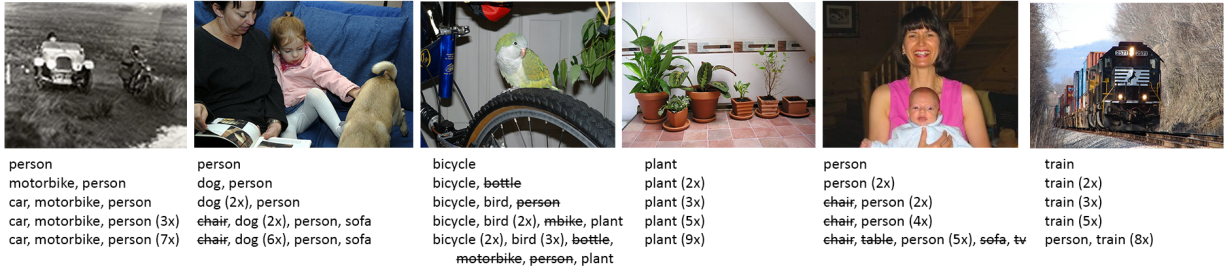 person
motorbike, person
car, motorbike, person
car, motorbike, person (3x)
car, motorbike, person (7x)
person
dog, person
dog (2x), person
chair, dog (2x), person, sofa
chair, dog (6x), person, sofa
bicycle
bicycle, bottle
bicycle, bird, person
bicycle, bird (2x), mbike, plant
bicycle (2x), bird (3x), bottle,
motorbike, person, plant
plant
plant (2x)
plant (3x)
plant (5x)
plant (9x)
person
person (2x)
chair, person (2x)
chair, person (4x)
chair, table, person (5x), sofa, tv
train
train (2x)
train (3x)
train (5x)
person, train (8x)